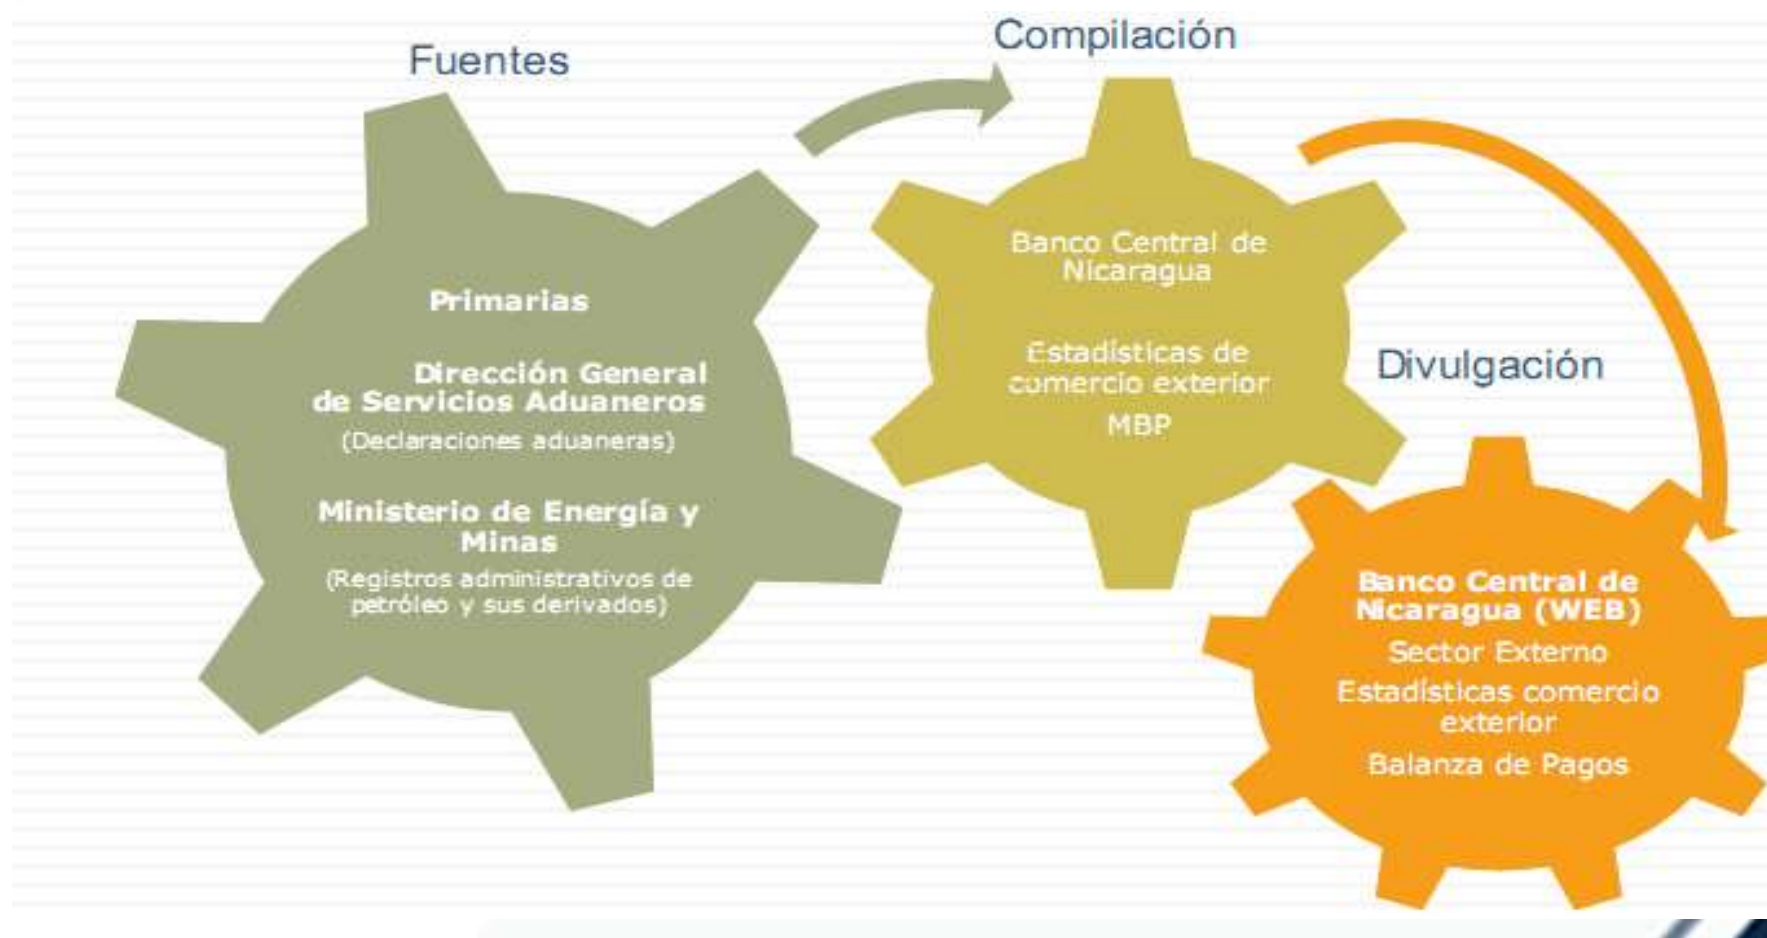 Fuentes
Primarias
Dirección General
de Servicios Aduaneros
(Declaraciones aduaneras)
Ministerio de Energía y
Minas
(Registros administrativos de
petróleo y sus derivados)
Compilación
Banco Central de
Nicaragua
Estadísticas de
comercio exterior
MBP
Divulgación
Banco Central de
Nicaragua (WEB)
Sector Externo
Estadísticas comercio
exterior
Balanza de Pagos